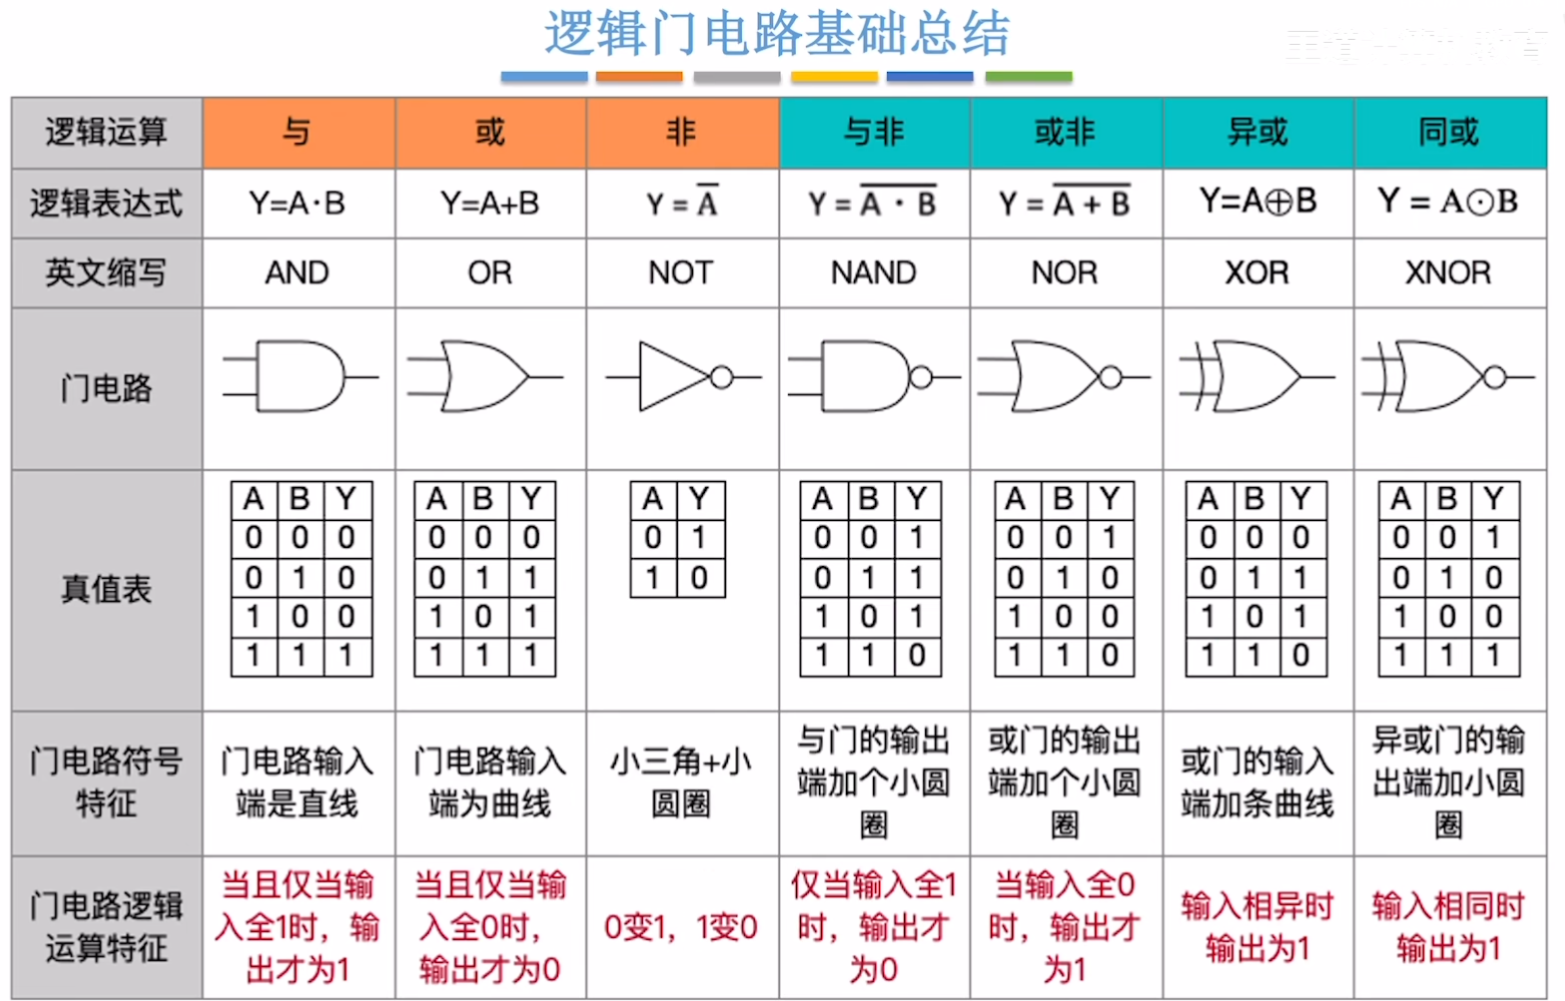 逻辑门电路基础总结
逻辑运算 与 或 非 与非 或非 异或 同或
逻辑表达式 Y=A·B Y=A+B Y = A̅ Y = A̅ ̅·̅ ̅B̅ Y = A̅ ̅+̅ ̅B̅ Y=A⊕B Y = A⊙B
英文缩写 AND OR NOT NAND NOR XOR XNOR
门电路
真值表
A B Y
0 0 0
0 1 0
1 0 0
1 1 1
A B Y
0 0 0
0 1 1
1 0 1
1 1 1
A Y
0 1
1 0
A B Y
0 0 1
0 1 1
1 0 1
1 1 0
A B Y
0 0 1
0 1 0
1 0 0
1 1 0
A B Y
0 0 0
0 1 1
1 0 1
1 1 0
A B Y
0 0 1
0 1 0
1 0 0
1 1 1
门电路符号
特征
门电路输入
端是直线
门电路输入
端为曲线
小三角+小
圆圈
与门的输出
端加个小圆
圈
或门的输出
端加个小圆
圈
或门的输入
端加条曲线
异或门的输
出端加小圆
圈
门电路逻辑
运算特征
当且仅当输
入全1时，输
出才为1
当且仅当输
入全0时，
输出才为0
0变1，1变0
仅当输入全1
时，输出才
为0
当输入全0
时，输出才
为1
输入相异时
输出为1
输入相同时
输出为1